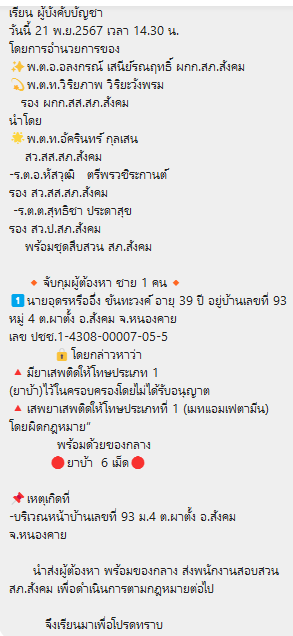 เรียน ผู้บังคับบัญชา
วันนี้ 21 พ.ย.2567 เวลา 14.30 น.
โดยการอำนวยการของ
✨พ.ต.อ.อลงกรณ์ เสนีย์รณฤทธิ์ ผกก.สภ.สังคม
💫พ.ต.ท.วิริยภาพ วิริยะวังพรม
รอง ผกก.สส.สภ.สังคม
นำโดย
🌟พ.ต.ท.อัครินทร์ กุลเสน
สว.สส.สภ.สังคม
-ร.ต.อ.หัสวุฒิ ตรีพรวชิระกานต์
รอง สว.สส.สภ.สังคม
-ร.ต.ต.สุทธิชา ประดาสุข
รอง สว.ป.สภ.สังคม
พร้อมชุดสืบสวน สภ.สังคม
🔸จับกุมผู้ต้องหา ชาย 1 คน🔸
1️⃣นายอุดรหรืออึ่ง ขันทะวงค์ อายุ 39 ปี อยู่บ้านเลขที่ 93
หมู่ 4 ต.ผาตั้ง อ.สังคม จ.หนองคาย
เลข ปชช.1-4308-00007-05-5
🔒โดยกล่าวหาว่า
🔺มียาเสพติดให้โทษประเภท 1
(ยาบ้า)ไว้ในครอบครองโดยไม่ได้รับอนุญาต
🔺เสพยาเสพติดให้โทษประเภทที่ 1 (เมทแอมเฟตามีน)
โดยผิดกฎหมาย"
พร้อมด้วยของกลาง
🔴ยาบ้า 6 เม็ด🔴
📌เหตุเกิดที่
-บริเวณหน้าบ้านเลขที่ 93 ม.4 ต.ผาตั้ง อ.สังคม
จ.หนองคาย
นำส่งผู้ต้องหา พร้อมของกลาง ส่งพนักงานสอบสวน
สภ.สังคม เพื่อดำเนินการตามกฎหมายต่อไป
จึงเรียนมาเพื่อโปรดทราบ